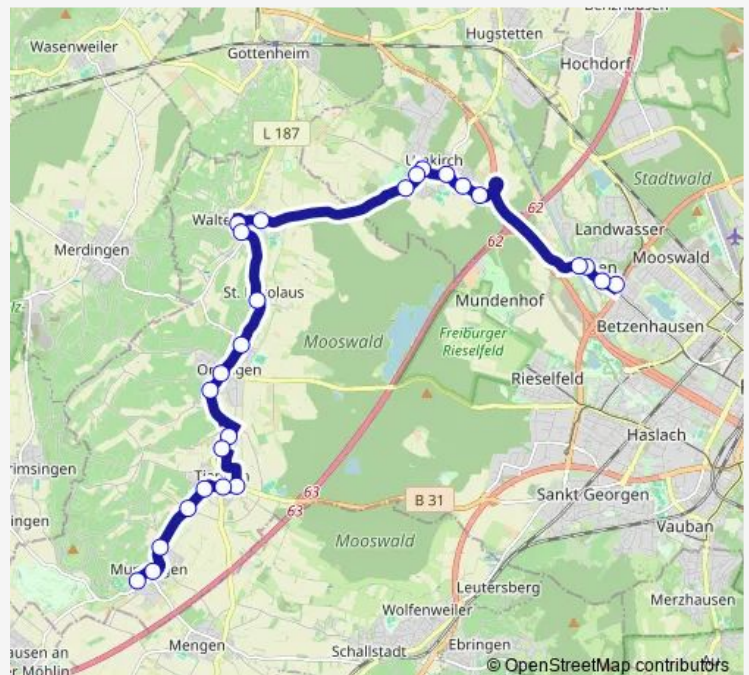 Wasenweiler
Gottenheim
Hugstetten
Hochdorf
L 187
Stadtwald
62
Landwasser
62
Mooswald
Merdingen
Mundenhof
Betzenhausen
Mooswald
Freiburger
Rieselfeld
Rieselfeld
Haslach
63
B 31
Sankt Georgen
63
Vauban
Mooswald
Leutersberg
Merzhausen
Wolfenweiler
Mengen
Schallstadt
Ebringen
© OpenStreetMap contributors